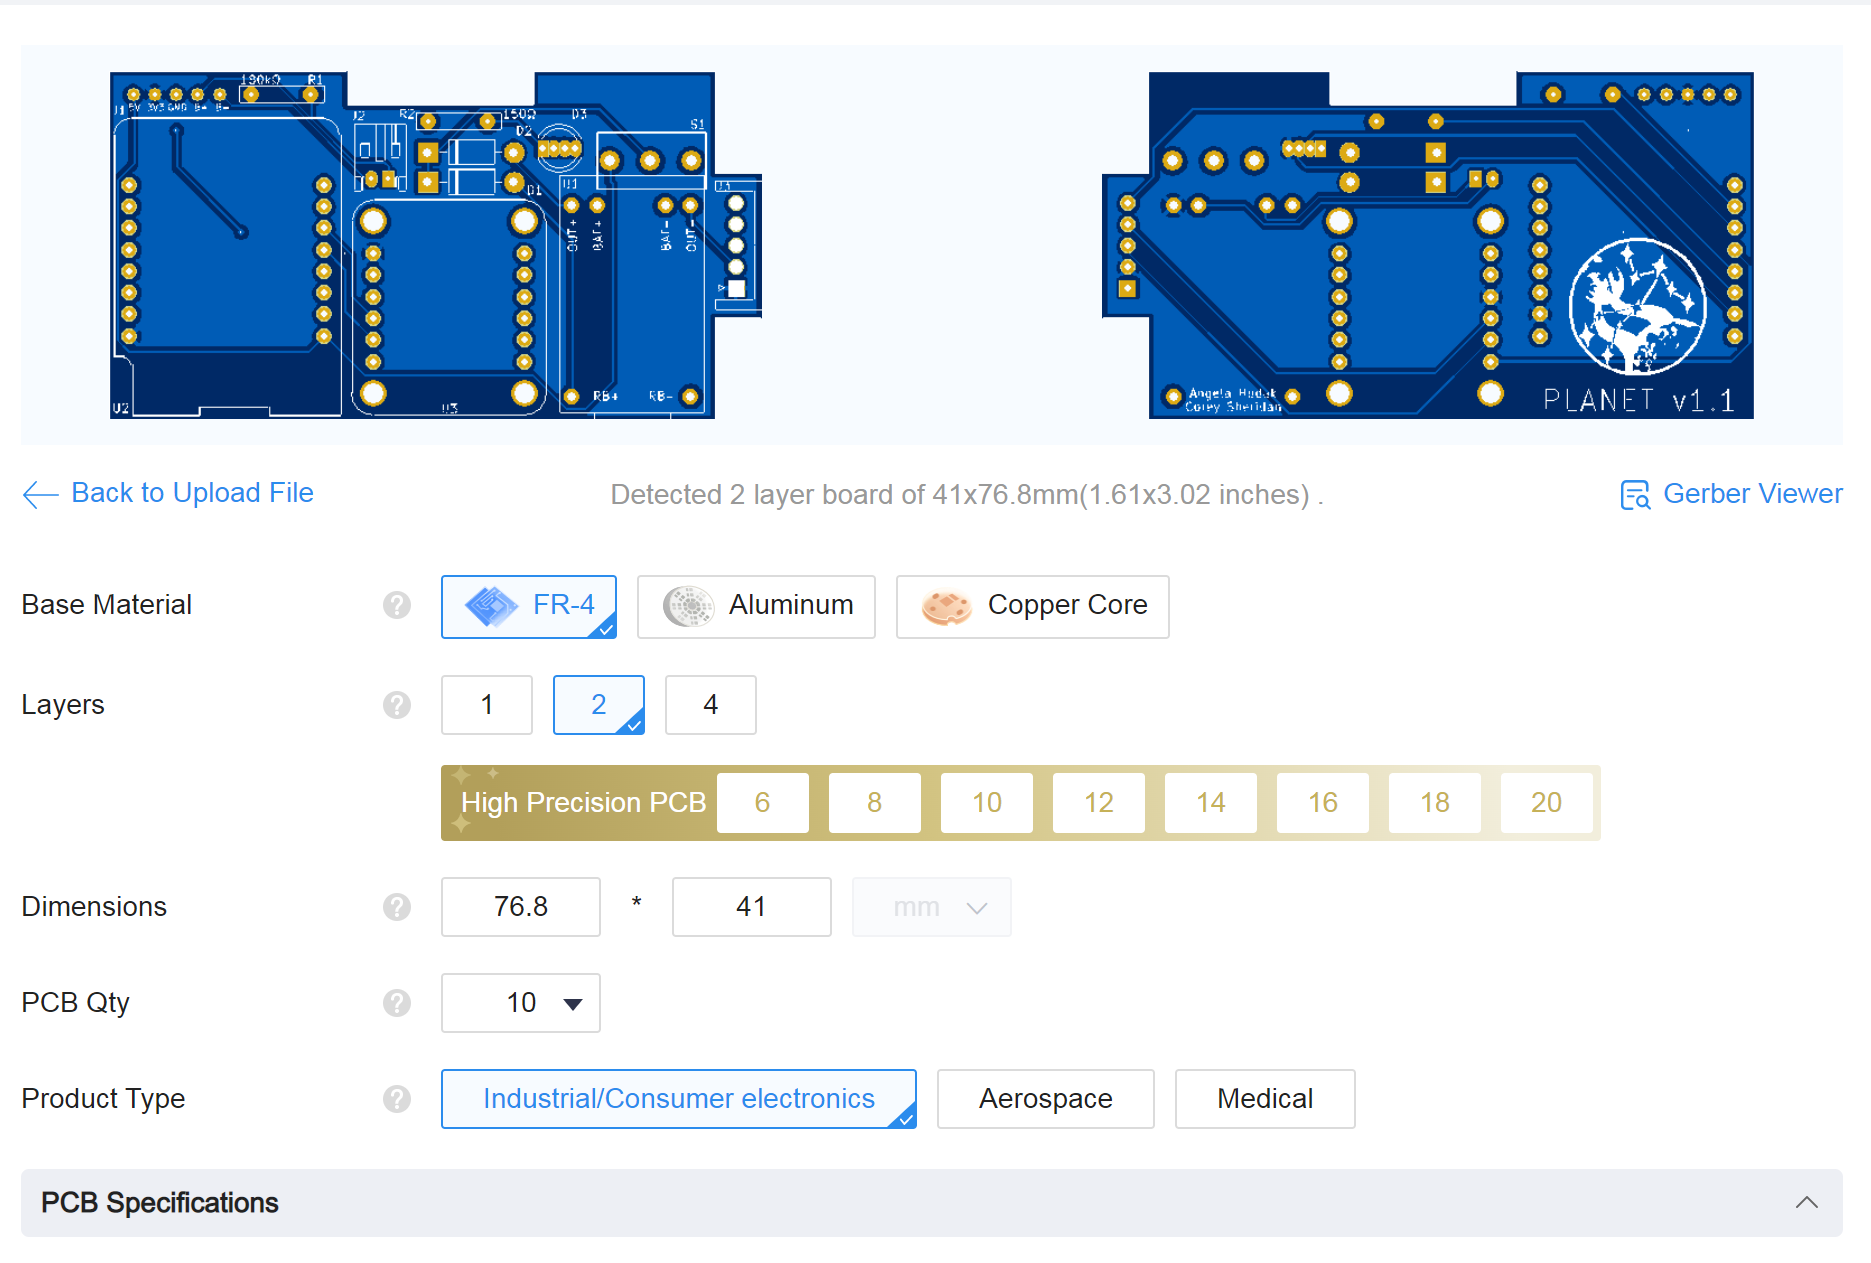 180kΩ R1
J1 5V 3V3 GND B+ B-
J2 R2 150Ω D3
D2 S1
D1 U1 J3
OUT+ BAT+ BAT- OUT-
U2 U3 RB+ RB-
Angela Hudak
Corey Sheridan
PLANET v1.1
Back to Upload File
Detected 2 layer board of 41x76.8mm(1.61x3.02 inches) .
Gerber Viewer
Base Material ? FR-4 Aluminum Copper Core
Layers ? 1 2 4
High Precision PCB 6 8 10 12 14 16 18 20
Dimensions ? 76.8 * 41 mm
PCB Qty ? 10
Product Type ? Industrial/Consumer electronics Aerospace Medical
PCB Specifications